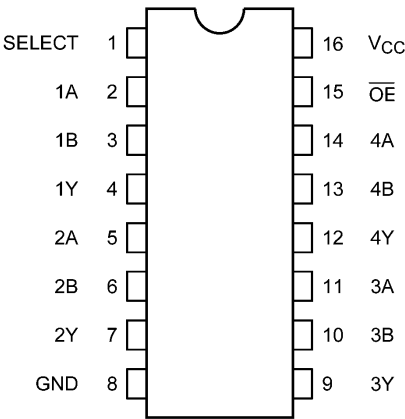 SELECT 1 16 VCC
1A 2 15 OE
1B 3 14 4A
1Y 4 13 4B
2A 5 12 4Y
2B 6 11 3A
2Y 7 10 3B
GND 8 9 3Y